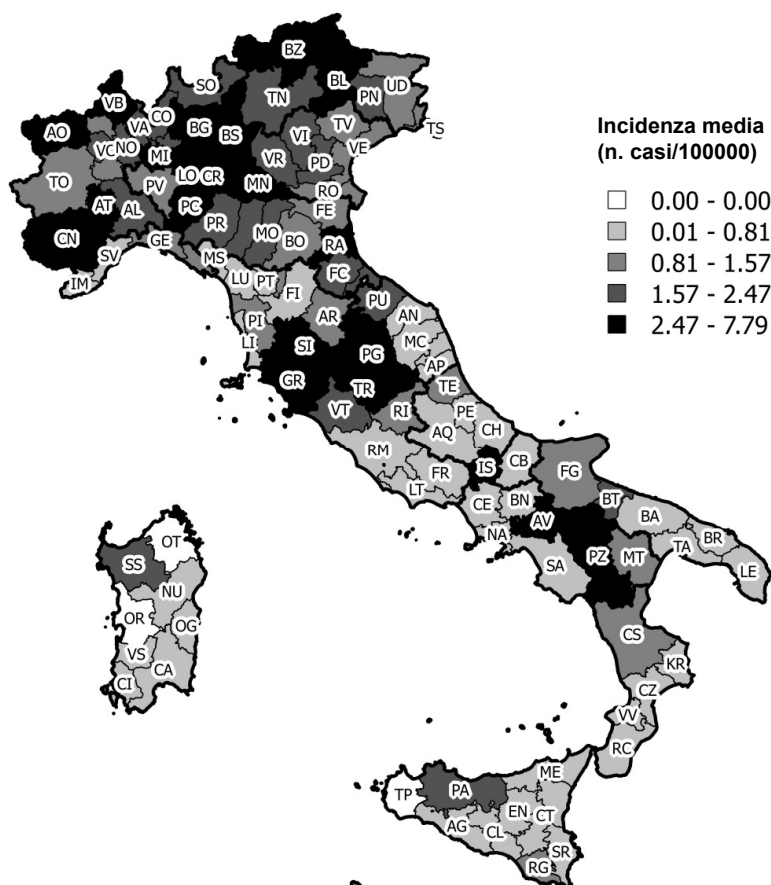 BZ
SO
BL
UD
VB
TN
PN
CO
AO
VA
BG
TV
BS
VI
TS
VC
NO
MI
VE
VR
PD
TO
LO
CR
PV
MN
RO
AT
PC
FE
AL
PR
CN
MO
BO
RA
GE
SV
MS
FC
IM
LU
PT
FI
PU
AR
AN
PI
LI
MC
SI
PG
AP
GR
TR
TE
VT
RI
PE
AQ
CH
RM
IS
CB
FR
FG
LT
CE
BN
BT
AV
BA
NA
BR
OT
PZ
MT
TA
SS
SA
LE
NU
OR
OG
CS
VS
CA
KR
CI
CZ
VV
RC
ME
PA
TP
EN
AG
CL
CT
SR
RG
Incidenza media
(n. casi/100000)
0.00 - 0.00
0.01 - 0.81
0.81 - 1.57
1.57 - 2.47
2.47 - 7.79